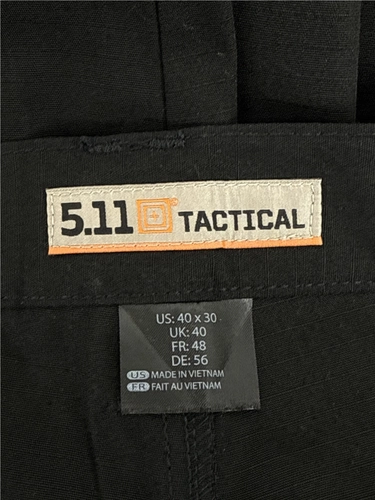 5.11 TACTICAL
US: 40 x 30
UK: 40
FR: 48
DE: 56
US MADE IN VIETNAM
FR FAIT AU VIETNAM